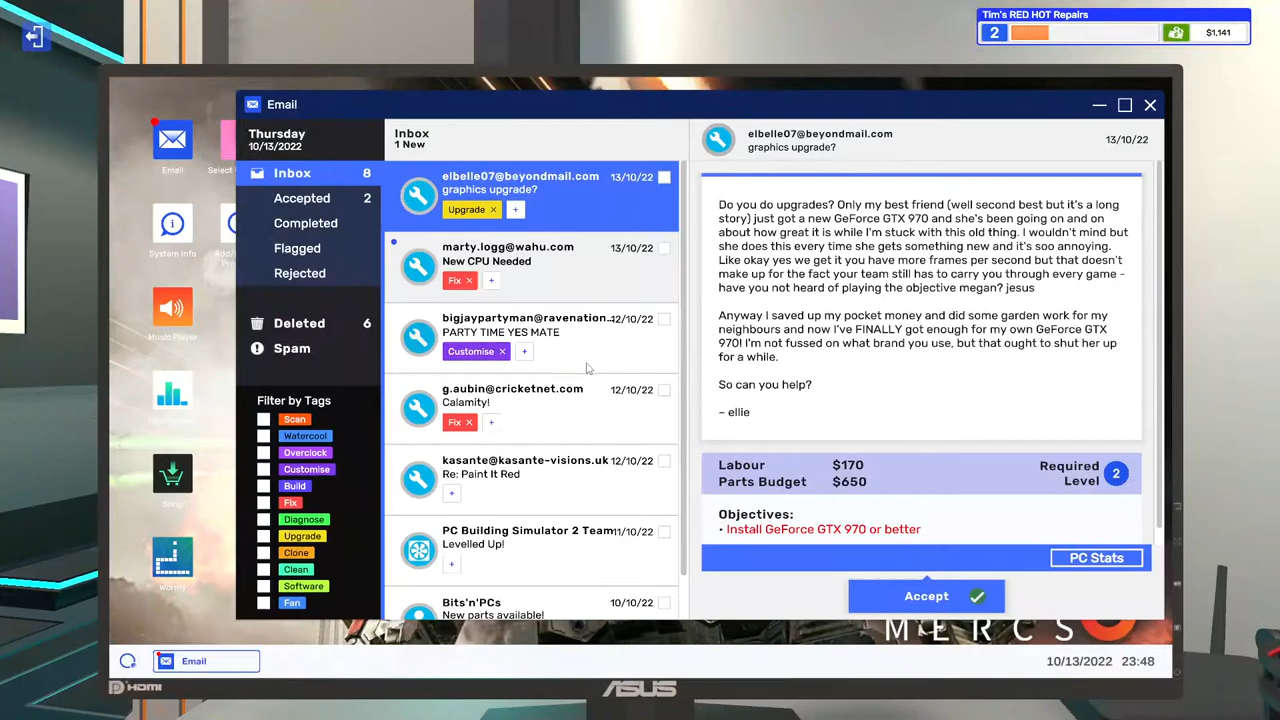 Tim's RED HOT Repairs
2
$1,141
Email
Thursday
10/13/2022
Inbox 8
Accepted 2
Completed
Flagged
Rejected
Deleted 6
Spam
Filter by Tags
Scan
Watercool
Overclock
Customise
Build
Fix
Diagnose
Upgrade
Clone
Clean
Software
Fan
Inbox
1 New
elbelle07@beyondmail.com 13/10/22
graphics upgrade?
Upgrade × +
marty.logg@wahu.com 13/10/22
New CPU Needed
Fix × +
bigjaypartyman@ravenation... 12/10/22
PARTY TIME YES MATE
Customise × +
g.aubin@cricketnet.com 12/10/22
Calamity!
Fix × +
kasante@kasante-visions.uk 12/10/22
Re: Paint It Red
+
PC Building Simulator 2 Team 11/10/22
Levelled Up!
+
Bits'n'PCs 10/10/22
New parts available!
elbelle07@beyondmail.com
graphics upgrade?
13/10/22
Do you do upgrades? Only my best friend (well second best but it's a long
story) just got a new GeForce GTX 970 and she's been going on and on
about how great it is while I'm stuck with this old thing. I wouldn't mind but
she does this every time she gets something new and it's soo annoying.
Like okay yes we get it you have more frames per second but that doesn't
make up for the fact your team still has to carry you through every game -
have you not heard of playing the objective megan? jesus
Anyway I saved up my pocket money and did some garden work for my
neighbours and now I've FINALLY got enough for my own GeForce GTX
970! I'm not fussed on what brand you use, but that ought to shut her up
for a while.
So can you help?
~ ellie
Labour $170
Parts Budget $650
Required
Level 2
Objectives:
• Install GeForce GTX 970 or better
PC Stats
Accept
Email
System Info
Music Player
Shop
MERCS
Email
10/13/2022 23:48
HDMI
ASUS